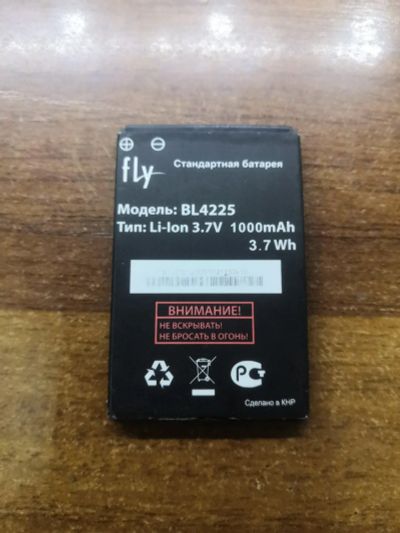 fly
Стандартная батарея
Модель: BL4225
Тип: Li-Ion 3.7V 1000mAh
3.7 Wh
ВНИМАНИЕ!
НЕ ВСКРЫВАТЬ!
НЕ БРОСАТЬ В ОГОНЬ!
Сделано в КНР